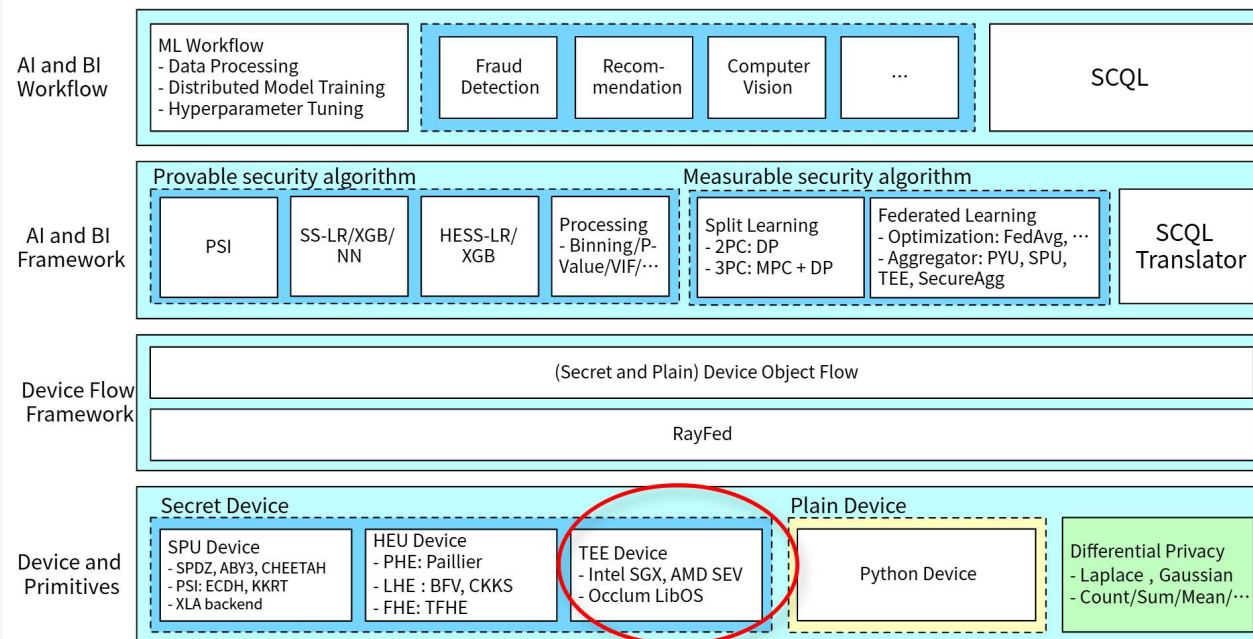 AI and BI
Workflow
ML Workflow
- Data Processing
- Distributed Model Training
- Hyperparameter Tuning
Fraud
Detection
Recom-
mendation
Computer
Vision
…
SCQL
AI and BI
Framework
Provable security algorithm
PSI
SS-LR/XGB/
NN
HESS-LR/
XGB
Processing
- Binning/P-
Value/VIF/…
Measurable security algorithm
Split Learning
- 2PC: DP
- 3PC: MPC + DP
Federated Learning
- Optimization: FedAvg, …
- Aggregator: PYU, SPU,
TEE, SecureAgg
SCQL
Translator
Device Flow
Framework
(Secret and Plain) Device Object Flow
RayFed
Device and
Primitives
Secret Device
SPU Device
- SPDZ, ABY3, CHEETAH
- PSI: ECDH, KKRT
- XLA backend
HEU Device
- PHE: Paillier
- LHE : BFV, CKKS
- FHE: TFHE
TEE Device
- Intel SGX, AMD SEV
- Occlum LibOS
Plain Device
Python Device
Differential Privacy
- Laplace , Gaussian
- Count/Sum/Mean/…